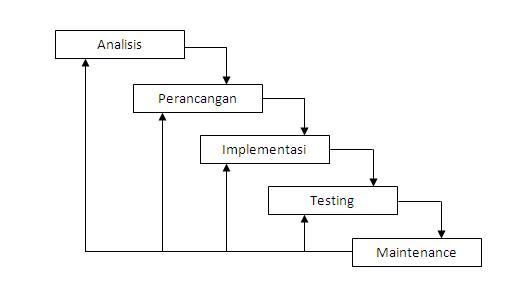 Analisis
Perancangan
Implementasi
Testing
Maintenance